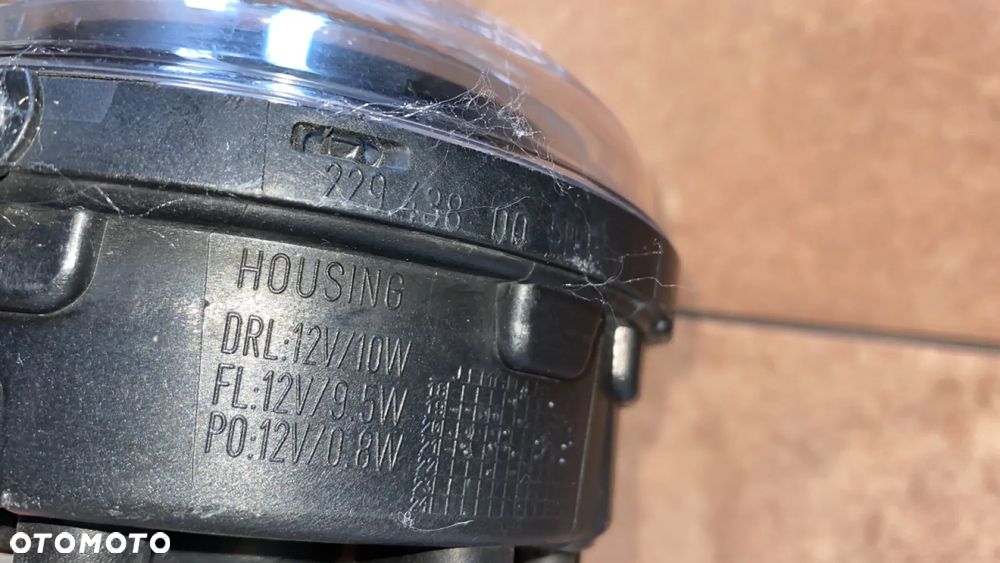 229 438 00
HOUSING
DRL:12V/10W
FL:12V/9.5W
PO:12V/0.8W
OTOMOTO